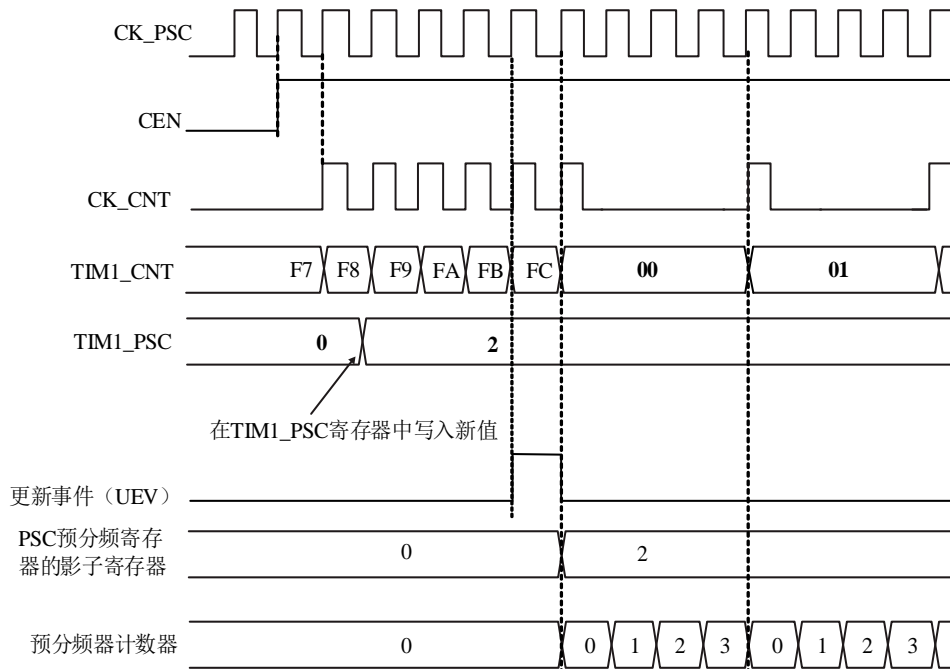 CK_PSC
CEN
CK_CNT
TIM1_CNT F7 F8 F9 FA FB FC 00 01
TIM1_PSC 0 2
在TIM1_PSC寄存器中写入新值
更新事件（UEV）
PSC预分频寄存
器的影子寄存器 0 2
预分频器计数器 0 0 1 2 3 0 1 2 3